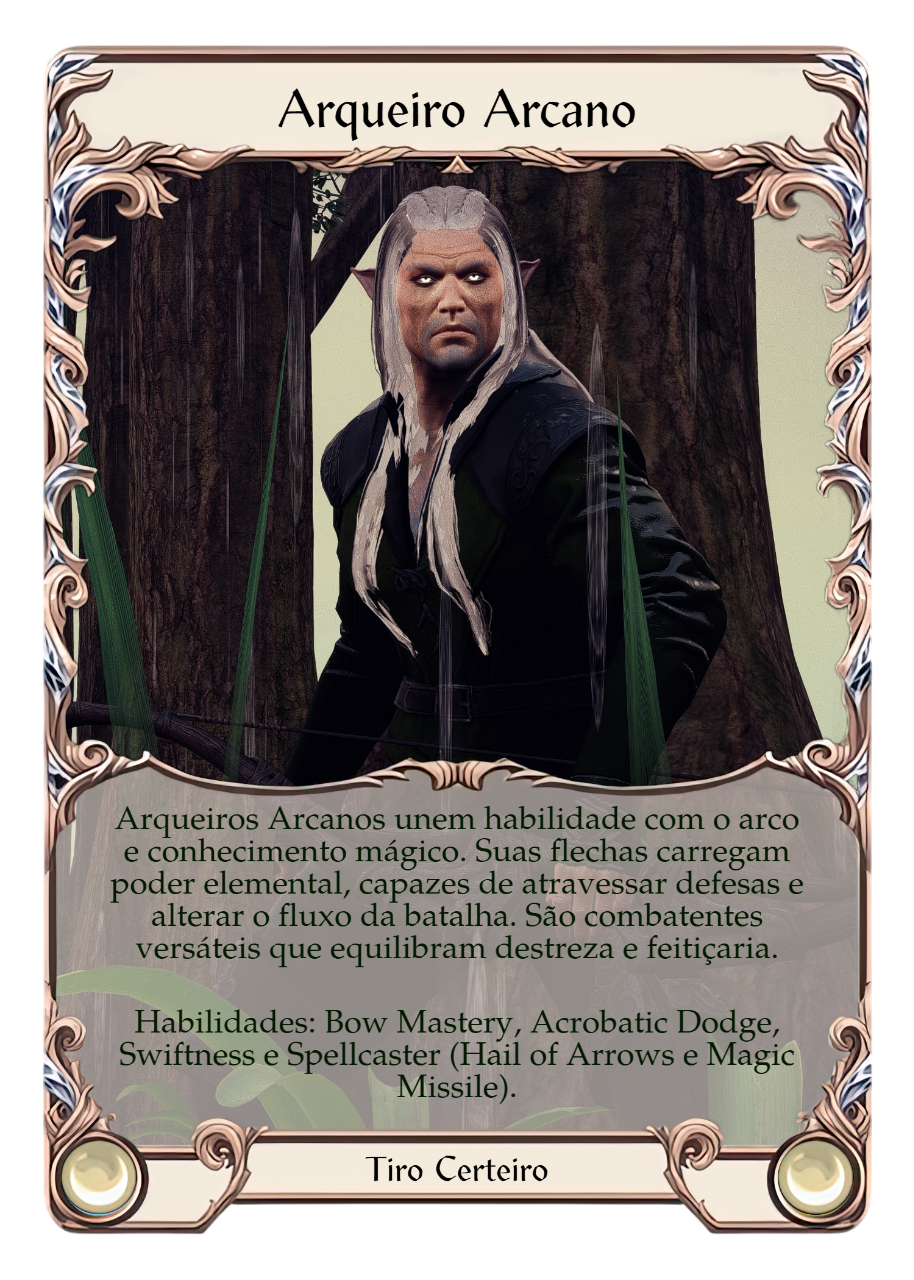 Arqueiro Arcano
Arqueiros Arcanos unem habilidade com o arco
e conhecimento mágico. Suas flechas carregam
poder elemental, capazes de atravessar defesas e
alterar o fluxo da batalha. São combatentes
versáteis que equilibram destreza e feitiçaria.
Habilidades: Bow Mastery, Acrobatic Dodge,
Swiftness e Spellcaster (Hail of Arrows e Magic
Missile).
Tiro Certeiro